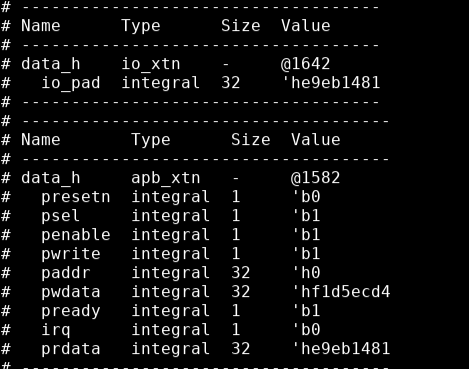 # ------------------------------------
# Name      Type      Size  Value
# ------------------------------------
# data_h    io_xtn    -     @1642
#   io_pad  integral  32    'he9eb1481
# ------------------------------------
# -------------------------------------
# Name       Type      Size  Value
# -------------------------------------
# data_h     apb_xtn   -     @1582
#   presetn  integral  1     'b0
#   psel     integral  1     'b1
#   penable  integral  1     'b1
#   pwrite   integral  1     'b1
#   paddr    integral  32    'h0
#   pwdata   integral  32    'hf1d5ecd4
#   pready   integral  1     'b1
#   irq      integral  1     'b0
#   prdata   integral  32    'he9eb1481
# -------------------------------------